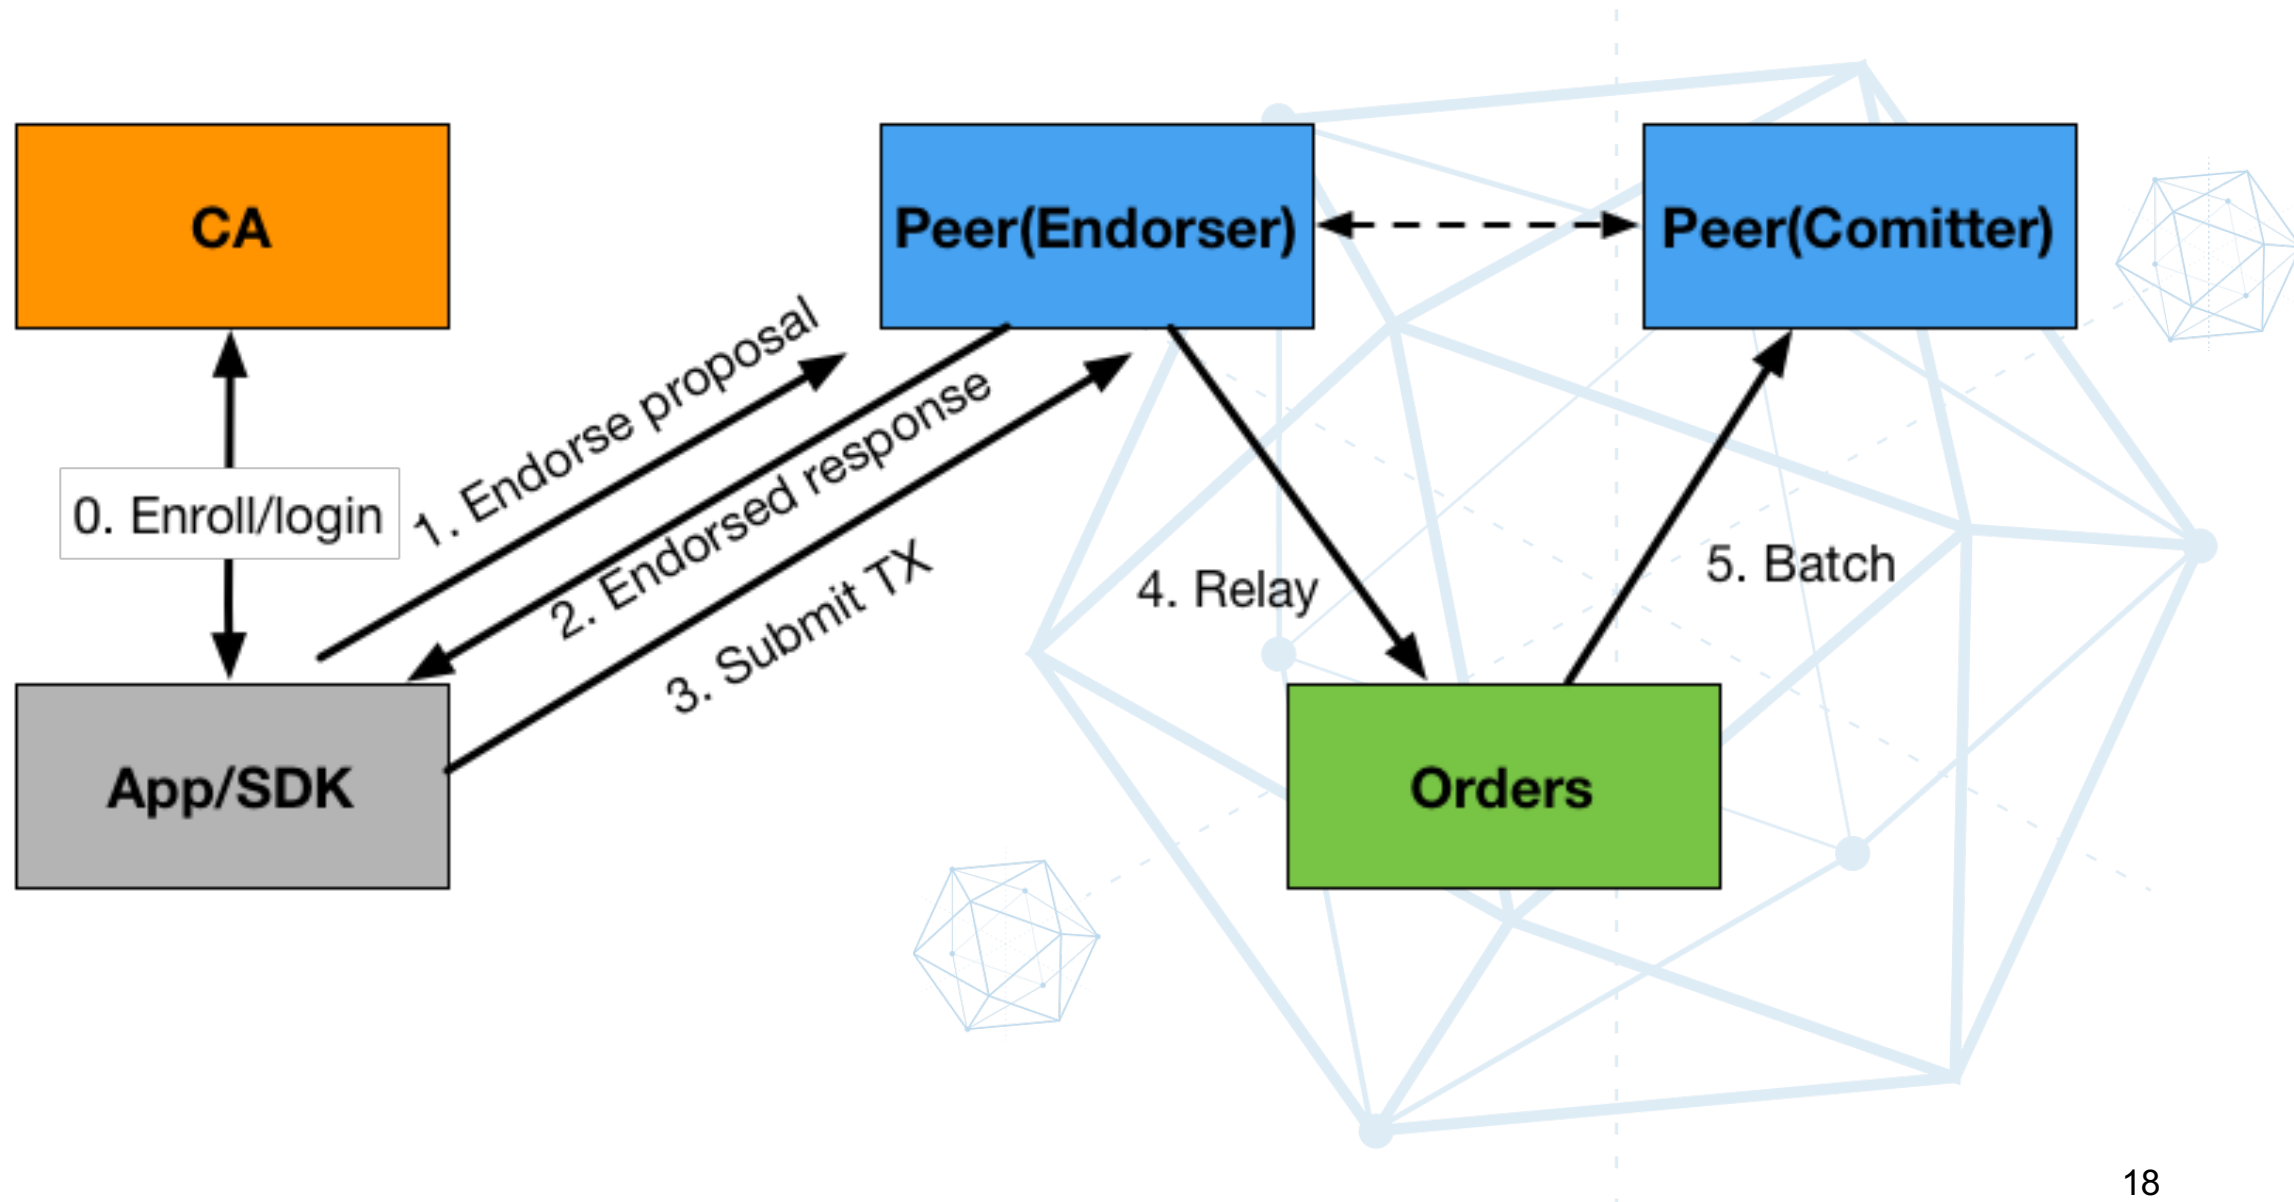 CA
Peer(Endorser)
Peer(Comitter)
0. Enroll/login
1. Endorse proposal
2. Endorsed response
3. Submit TX
4. Relay
5. Batch
App/SDK
Orders
18